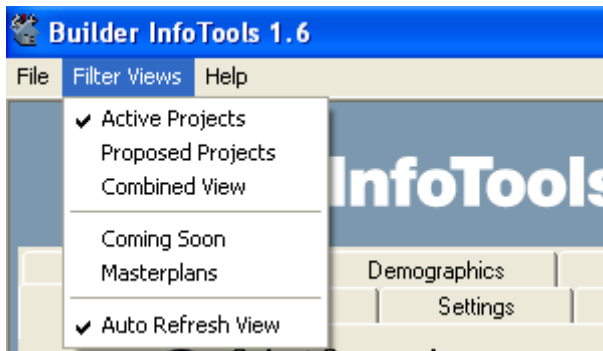 Builder InfoTools 1.6
File Filter Views Help
Active Projects
Proposed Projects
Combined View
InfoTools
Coming Soon
Masterplans
Demographics
Settings
Auto Refresh View